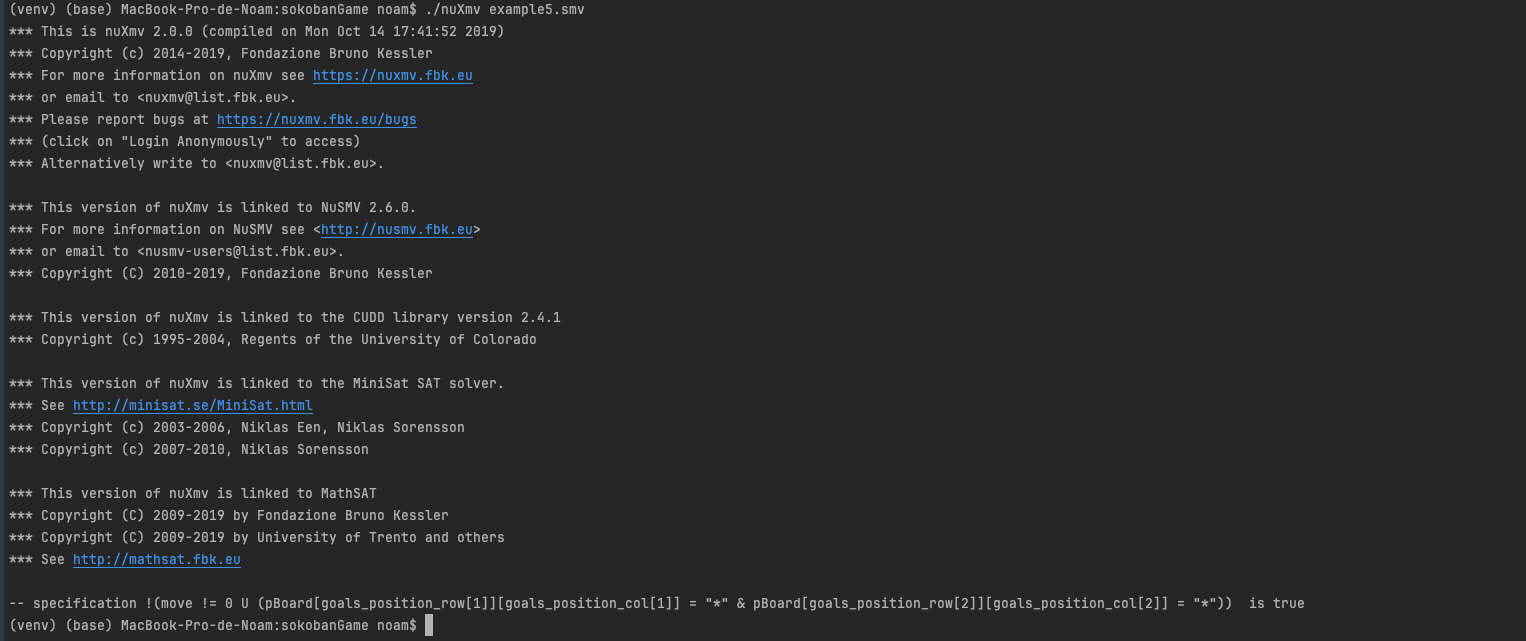 (venv) (base) MacBook-Pro-de-Noam:sokobanGame noam$ ./nuXmv example5.smv
*** This is nuXmv 2.0.0 (compiled on Mon Oct 14 17:41:52 2019)
*** Copyright (c) 2014-2019, Fondazione Bruno Kessler
*** For more information on nuXmv see https://nuxmv.fbk.eu
*** or email to <nuxmv@list.fbk.eu>.
*** Please report bugs at https://nuxmv.fbk.eu/bugs
*** (click on "Login Anonymously" to access)
*** Alternatively write to <nuxmv@list.fbk.eu>.

*** This version of nuXmv is linked to NuSMV 2.6.0.
*** For more information on NuSMV see <http://nusmv.fbk.eu>
*** or email to <nusmv-users@list.fbk.eu>.
*** Copyright (C) 2010-2019, Fondazione Bruno Kessler

*** This version of nuXmv is linked to the CUDD library version 2.4.1
*** Copyright (c) 1995-2004, Regents of the University of Colorado

*** This version of nuXmv is linked to the MiniSat SAT solver.
*** See http://minisat.se/MiniSat.html
*** Copyright (c) 2003-2006, Niklas Een, Niklas Sorensson
*** Copyright (c) 2007-2010, Niklas Sorensson

*** This version of nuXmv is linked to MathSAT
*** Copyright (C) 2009-2019 by Fondazione Bruno Kessler
*** Copyright (C) 2009-2019 by University of Trento and others
*** See http://mathsat.fbk.eu

-- specification !(move != 0 U (pBoard[goals_position_row[1]][goals_position_col[1]] = "*" & pBoard[goals_position_row[2]][goals_position_col[2]] = "*"))  is true
(venv) (base) MacBook-Pro-de-Noam:sokobanGame noam$